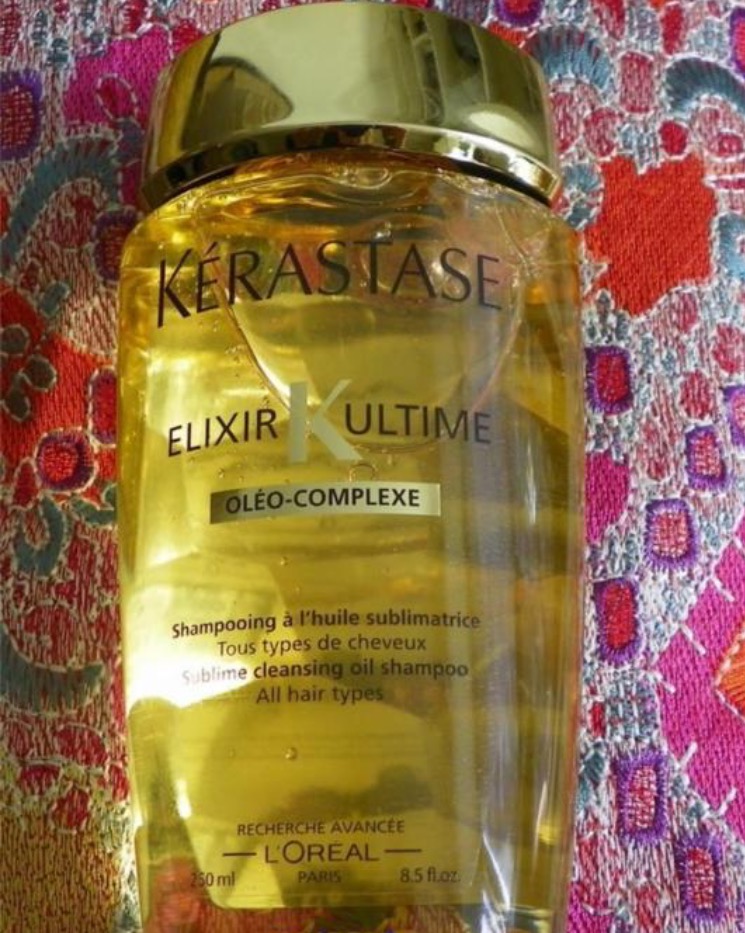 KÉRASTASE
ELIXIR K ULTIME
OLÉO-COMPLEXE
Shampooing à l'huile sublimatrice
Tous types de cheveux
Sublime cleansing oil shampoo
All hair types
RECHERCHE AVANCÉE
L'ORÉAL
250 ml PARIS 8.5 fl.oz.